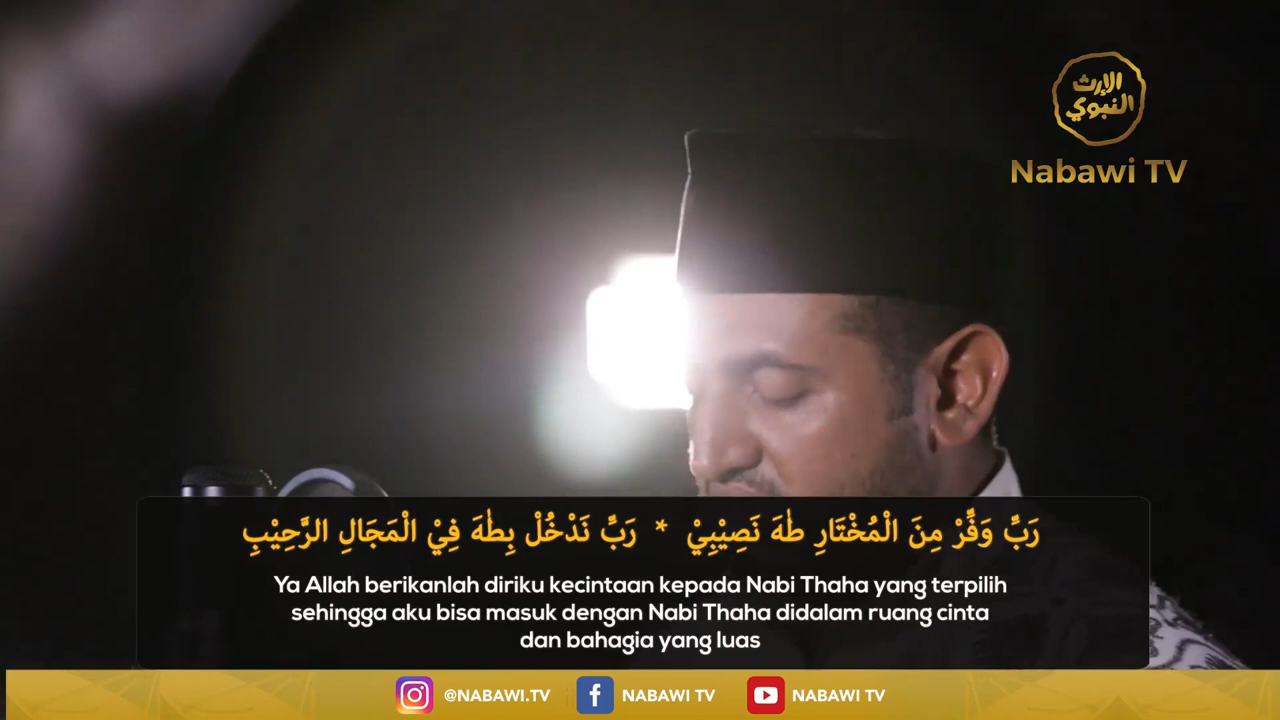 الإرث
النبوي
Nabawi TV
رَبِّ وَفِّرْ مِنَ الْمُخْتَارِ طٰهَ نَصِيْبِيْ * رَبِّ نَدْخُلْ بِطٰهَ فِيْ الْمَجَالِ الرَّحِيْبِ
Ya Allah berikanlah diriku kecintaan kepada Nabi Thaha yang terpilih
sehingga aku bisa masuk dengan Nabi Thaha didalam ruang cinta
dan bahagia yang luas
@NABAWI.TV NABAWI TV NABAWI TV